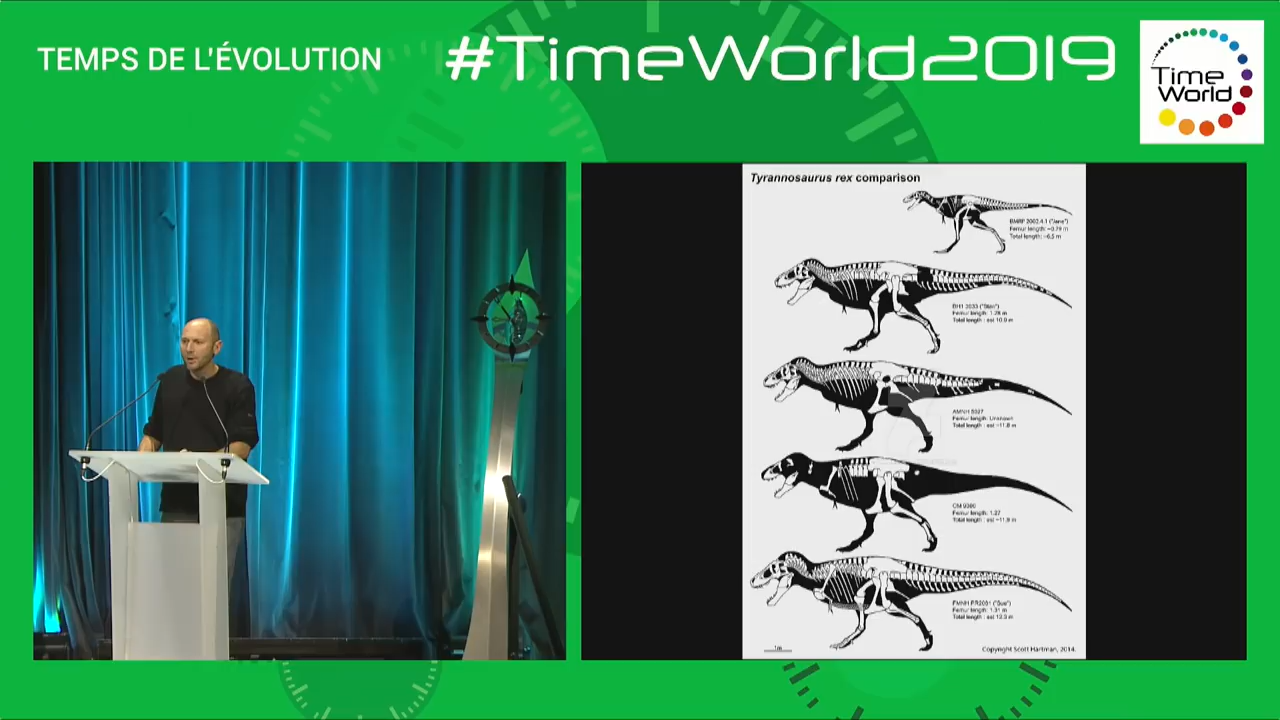 TEMPS DE L'ÉVOLUTION
#TimeWorld2019
Time
World
Tyrannosaurus rex comparison
BMRP 2002.4.1 ("Jane")
Femur length: ~0.79 m
Total length: ~6.5 m
BHI 3033 ("Stan")
Femur length: 1.28 m
Total length : est 10.9 m
AMNH 5027
Femur length: Unknown
Total length : est ~11.8 m
CM 9380
Femur length: 1.27
Total length : est ~11.9 m
FMNH PR2081 ("Sue")
Femur length: 1.31 m
Total length : est 12.3 m
1m
Copyright Scott Hartman, 2014.